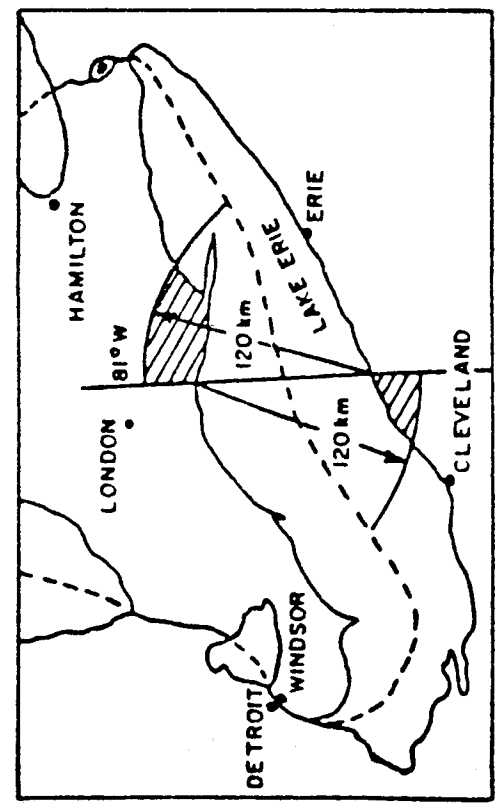 HAMILTON
81° W
LONDON
120 km
LAKE ERIE
ERIE
120 km
CLEVELAND
DETROIT
WINDSOR